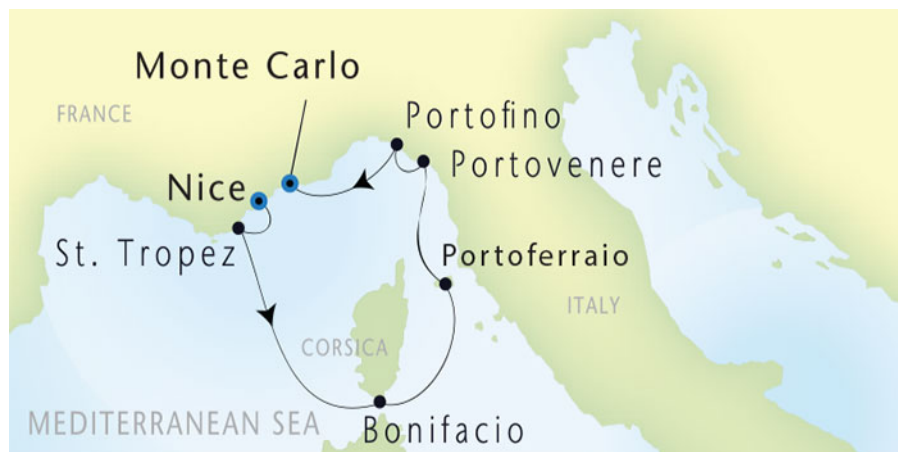 Monte Carlo
FRANCE
Portofino
Portovenere
Nice
St. Tropez
Portoferraio
ITALY
CORSICA
MEDITERRANEAN SEA
Bonifacio